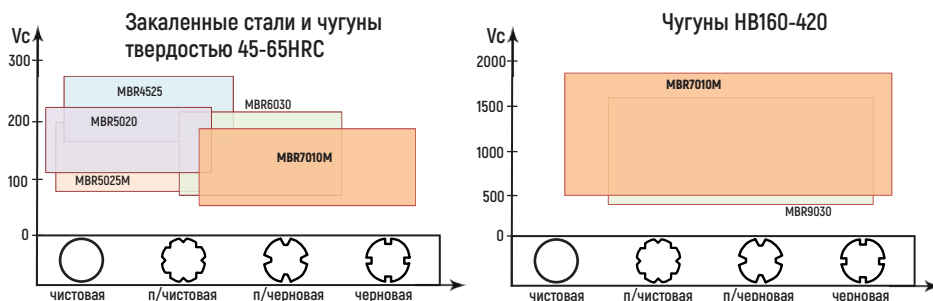 Закаленные стали и чугуны
твердостью 45-65HRC
Vc
300
200
100
0
MBR4525
MBR5020
MBR6030
MBR7010M
MBR5025M
чистовая п/чистовая п/черновая черновая
Чугуны HB160-420
Vc
2000
1500
1000
500
0
MBR7010M
MBR9030
чистовая п/чистовая п/черновая черновая